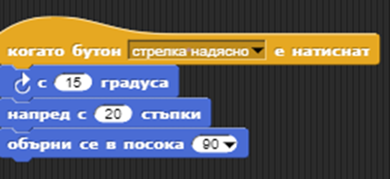 когато бутон стрелка надясно е натиснат
с 15 градуса
напред с 20 стъпки
обърни се в посока 90